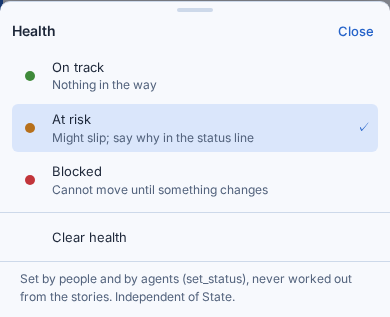 Health
Close
On track
Nothing in the way
At risk
Might slip; say why in the status line
✓
Blocked
Cannot move until something changes
Clear health
Set by people and by agents (set_status), never worked out
from the stories. Independent of State.